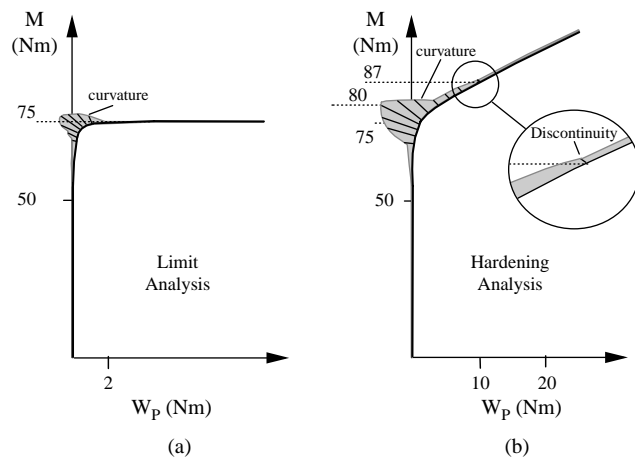 M
(Nm)
75
50
curvature
Limit
Analysis
2
W_P (Nm)
(a)
M
(Nm)
87
80
75
50
curvature
Discontinuity
Hardening
Analysis
10 20
W_P (Nm)
(b)